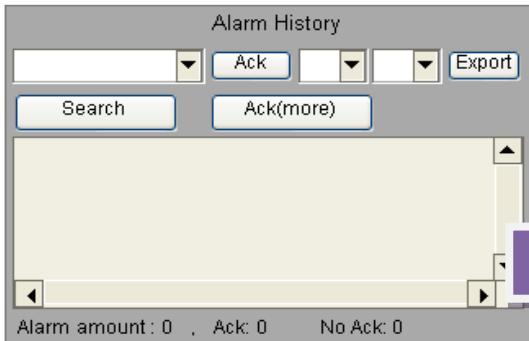 Alarm History
Ack Export
Search Ack(more)
Alarm amount : 0 , Ack: 0 No Ack: 0